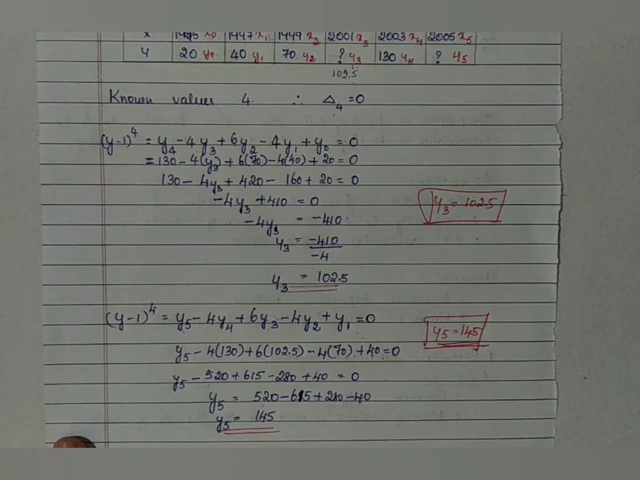 X 1995 x₀ 1997 x₁ 1999 x₂ 2001 x₃ 2003 x₄ 2005 x₅
Y 20 y₀ 40 y₁ 70 y₂ ? y₃ 130 y₄ ? y₅
102.5
Known values 4. ∴ Δ₄ = 0
(y-1)⁴ = y₄ - 4y₃ + 6y₂ - 4y₁ + y₀ = 0
= 130 - 4(y₃) + 6(70) - 4(40) + 20 = 0
130 - 4y₃ + 420 - 160 + 20 = 0
-4y₃ + 410 = 0
-4y₃ = -410
y₃ = -410/-4
y₃ = 102.5
y₃ = 102.5
(y-1)⁴ = y₅ - 4y₄ + 6y₃ - 4y₂ + y₁ = 0
y₅ - 4(130) + 6(102.5) - 4(70) + 40 = 0
y₅ - 520 + 615 - 280 + 40 = 0
y₅ = 520 - 615 + 280 - 40
y₅ = 145
y₅ = 145